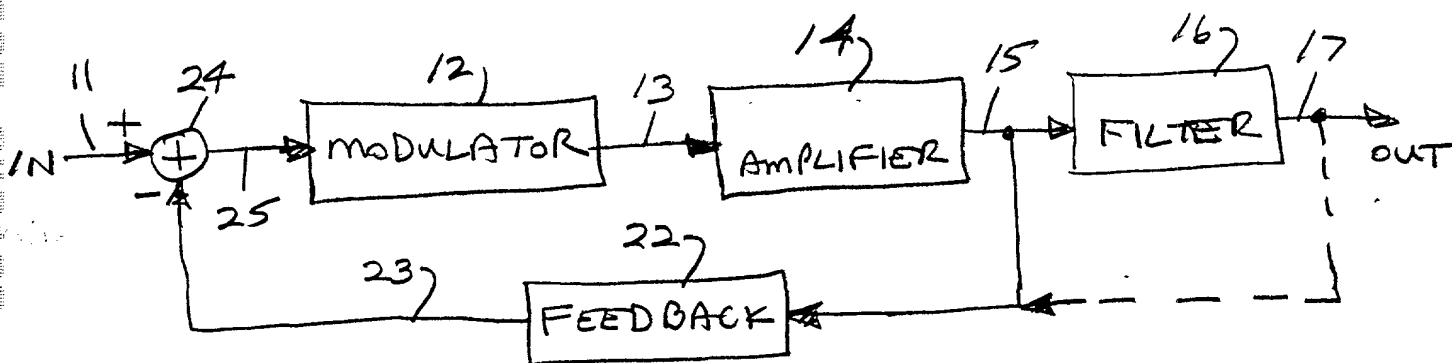 11
+
24
12
13
14
15
16
17
IN
+
MODULATOR
AMPLIFIER
FILTER
OUT
-
25
22
23
FEEDBACK